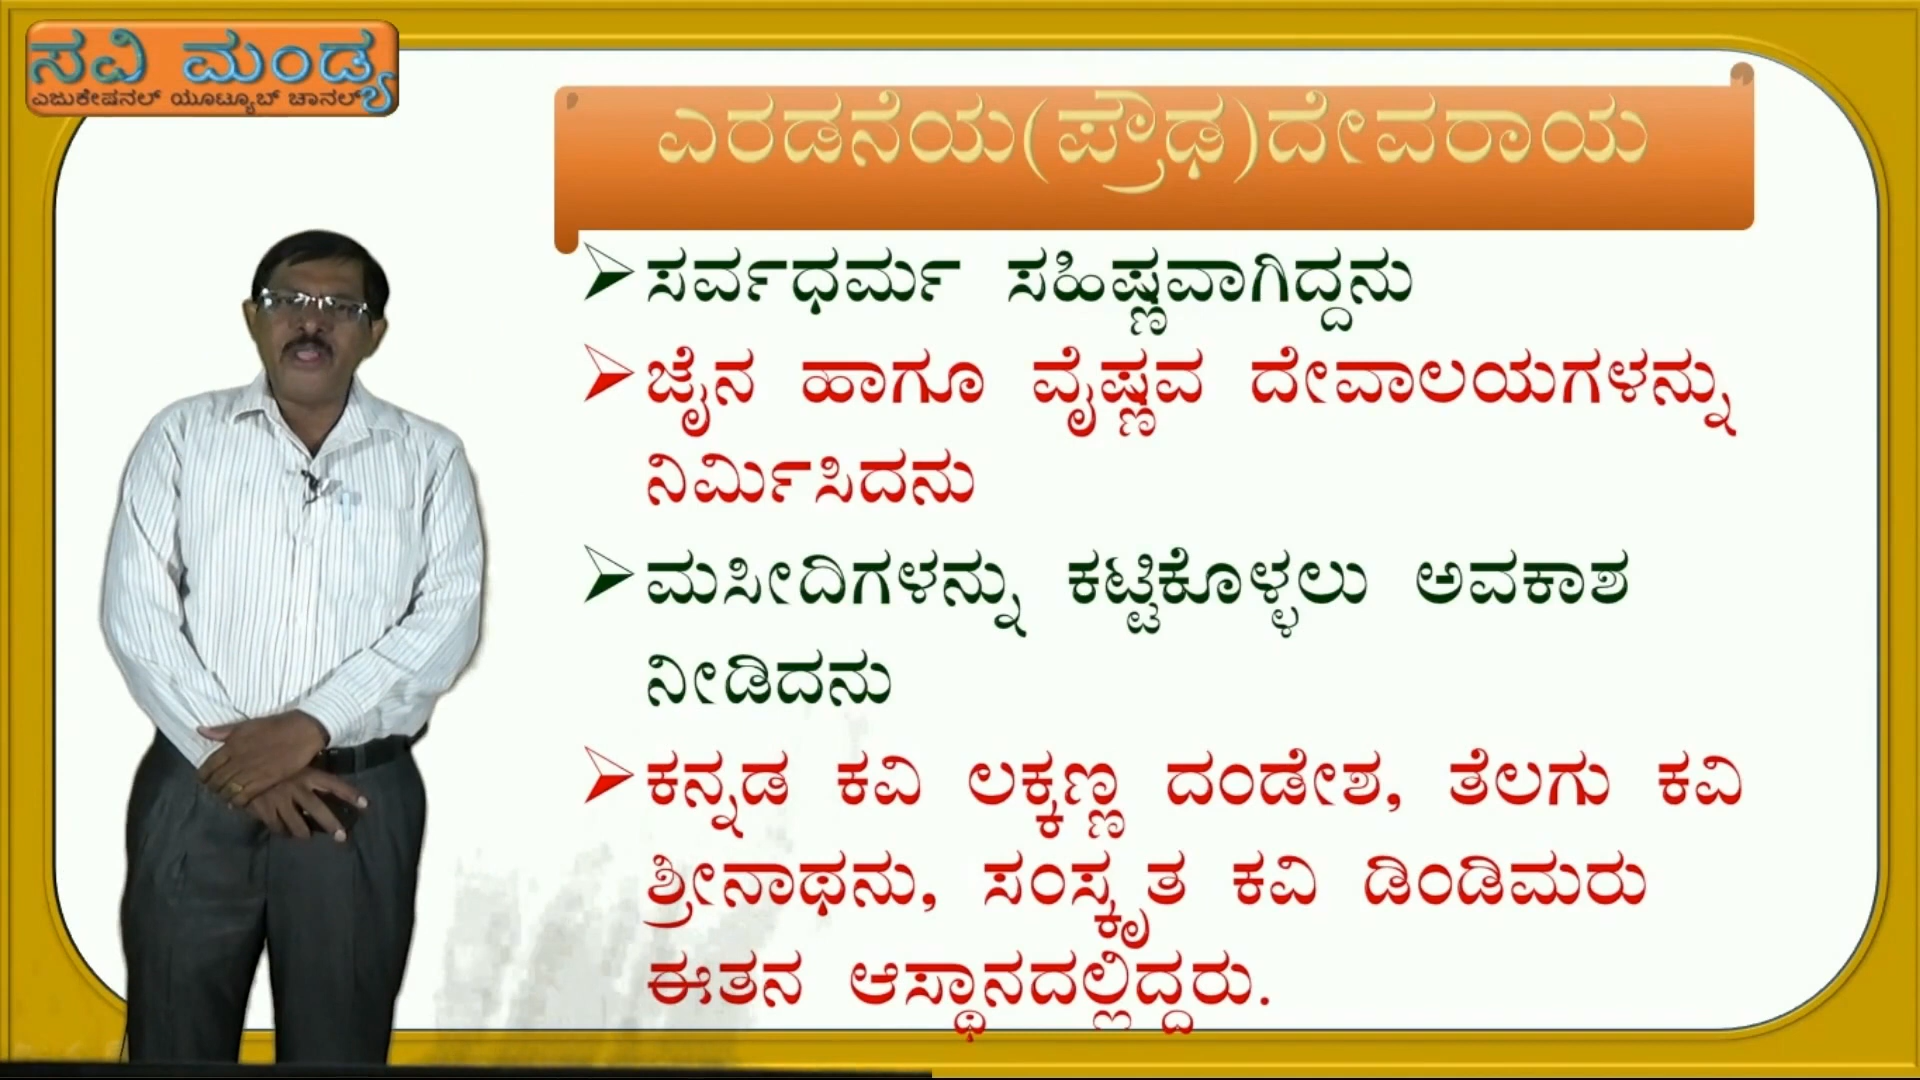 ಸವಿ ಮಂಡ್ಯ
ಎಜುಕೇಷನಲ್ ಯೂಟ್ಯೂಬ್ ಚಾನಲ್
ಎರಡನೆಯ(ಪ್ರೌಢ)ದೇವರಾಯ
ಸರ್ವಧರ್ಮ ಸಹಿಷ್ಣವಾಗಿದ್ದನು
ಜೈನ ಹಾಗೂ ವೈಷ್ಣವ ದೇವಾಲಯಗಳನ್ನು
ನಿರ್ಮಿಸಿದನು
ಮಸೀದಿಗಳನ್ನು ಕಟ್ಟಿಕೊಳ್ಳಲು ಅವಕಾಶ
ನೀಡಿದನು
ಕನ್ನಡ ಕವಿ ಲಕ್ಕಣ್ಣ ದಂಡೇಶ, ತೆಲಗು ಕವಿ
ಶ್ರೀನಾಥನು, ಸಂಸ್ಕೃತ ಕವಿ ಡಿಂಡಿಮರು
ಈತನ ಆಸ್ಥಾನದಲ್ಲಿದ್ದರು.